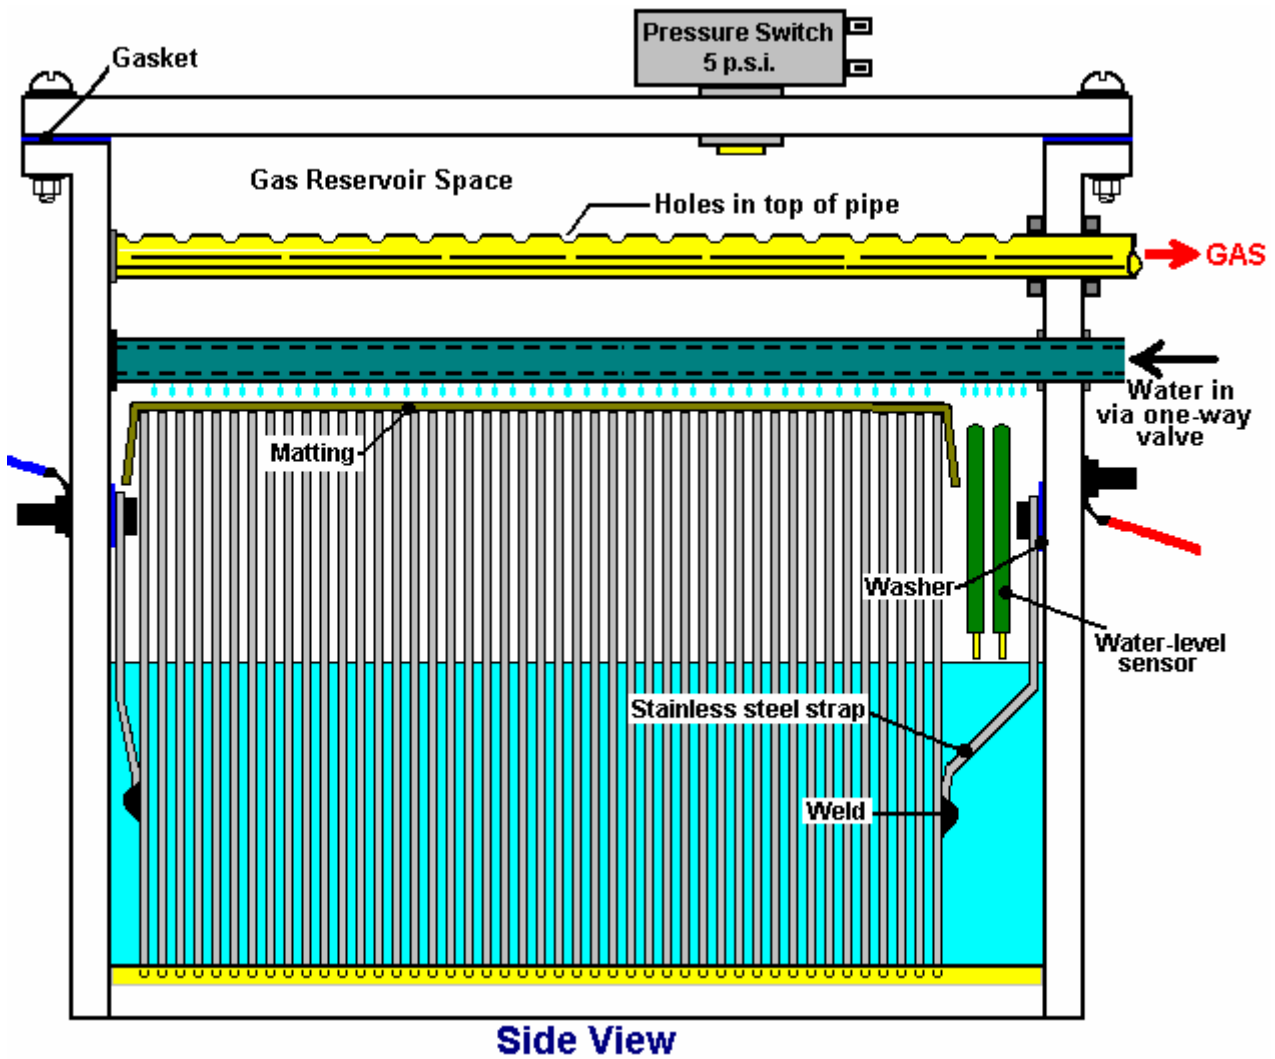 Pressure Switch
5 p.s.i.
Gasket
Gas Reservoir Space
Holes in top of pipe
GAS
Water in
via one-way
valve
Matting
Washer
Water-level
sensor
Stainless steel strap
Weld
Side View